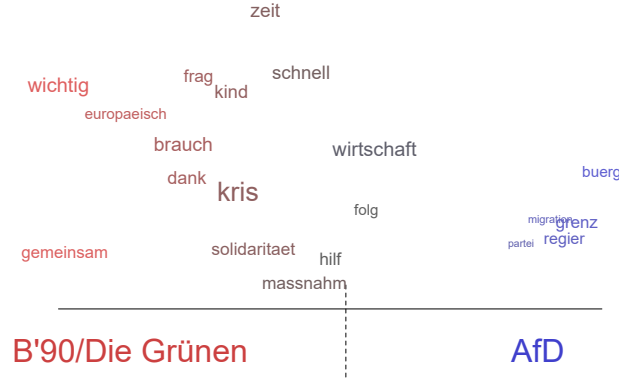 zeit
schnell
frag
wichtig
kind
europaeisch
brauch
wirtschaft
buerg
dank
kris
folg
migration
grenz
regier
partei
solidaritaet
gemeinsam
hilf
massnahm
B'90/Die Grünen
AfD